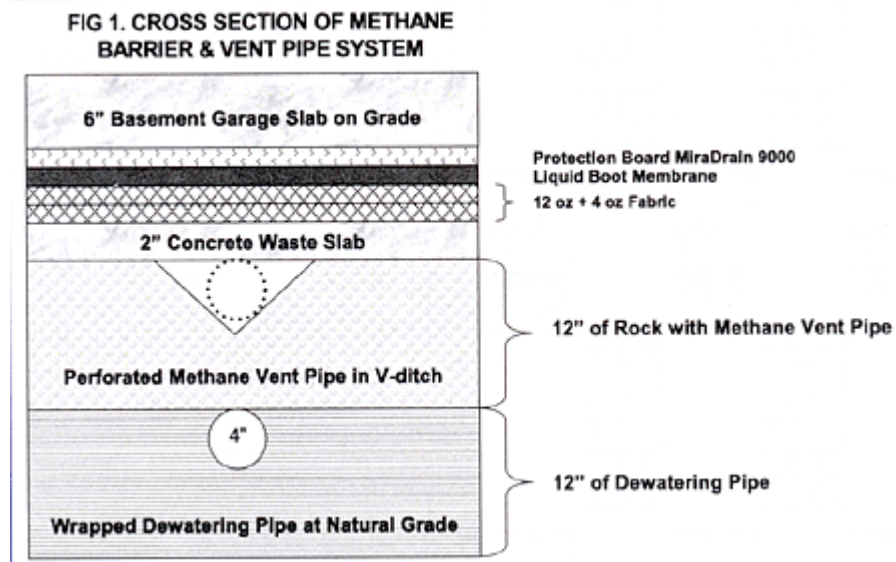 FIG 1. CROSS SECTION OF METHANE
BARRIER & VENT PIPE SYSTEM
6" Basement Garage Slab on Grade
Protection Board MiraDrain 9000
Liquid Boot Membrane
12 oz + 4 oz Fabric
2" Concrete Waste Slab
12" of Rock with Methane Vent Pipe
Perforated Methane Vent Pipe in V-ditch
4"
12" of Dewatering Pipe
Wrapped Dewatering Pipe at Natural Grade